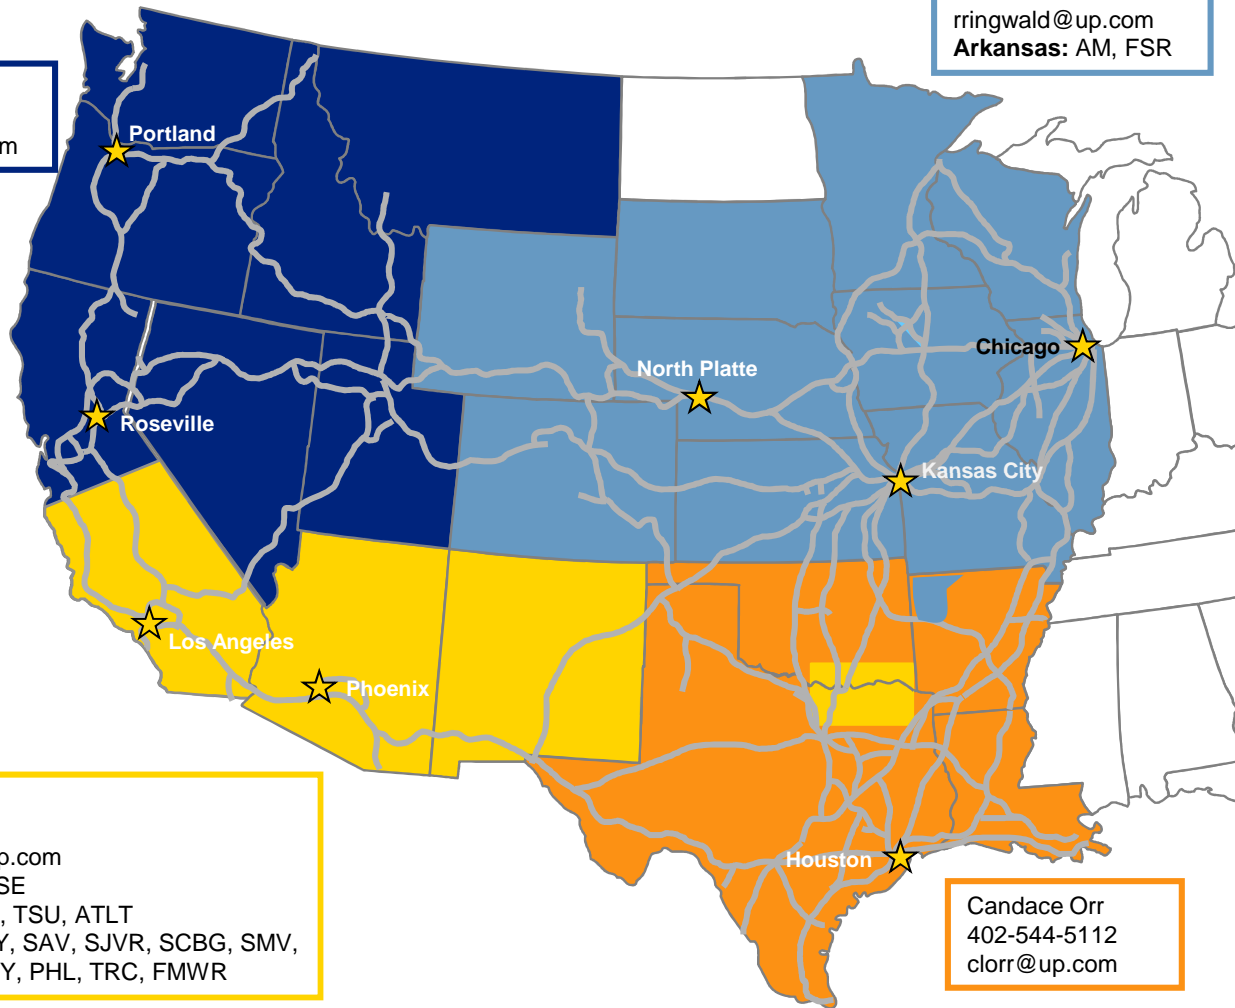 rringwald@up.com
Arkansas: AM, FSR
m
Portland
Chicago
North Platte
Roseville
Kansas City
Los Angeles
Phoenix
Houston
p.com
SE
, TSU, ATLT
Y, SAV, SJVR, SCBG, SMV,
Y, PHL, TRC, FMWR
Candace Orr
402-544-5112
clorr@up.com